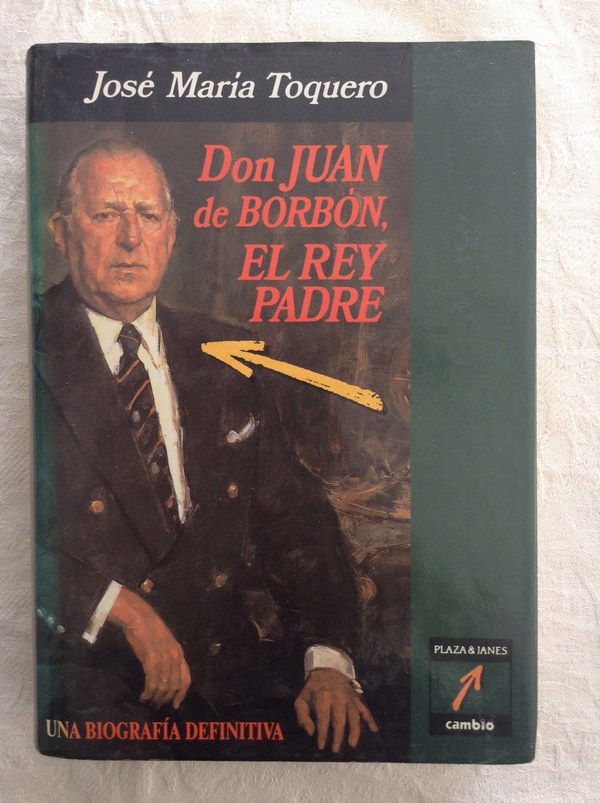 José María Toquero
Don JUAN
de BORBÓN,
EL REY
PADRE
UNA BIOGRAFÍA DEFINITIVA
PLAZA & JANES
cambio